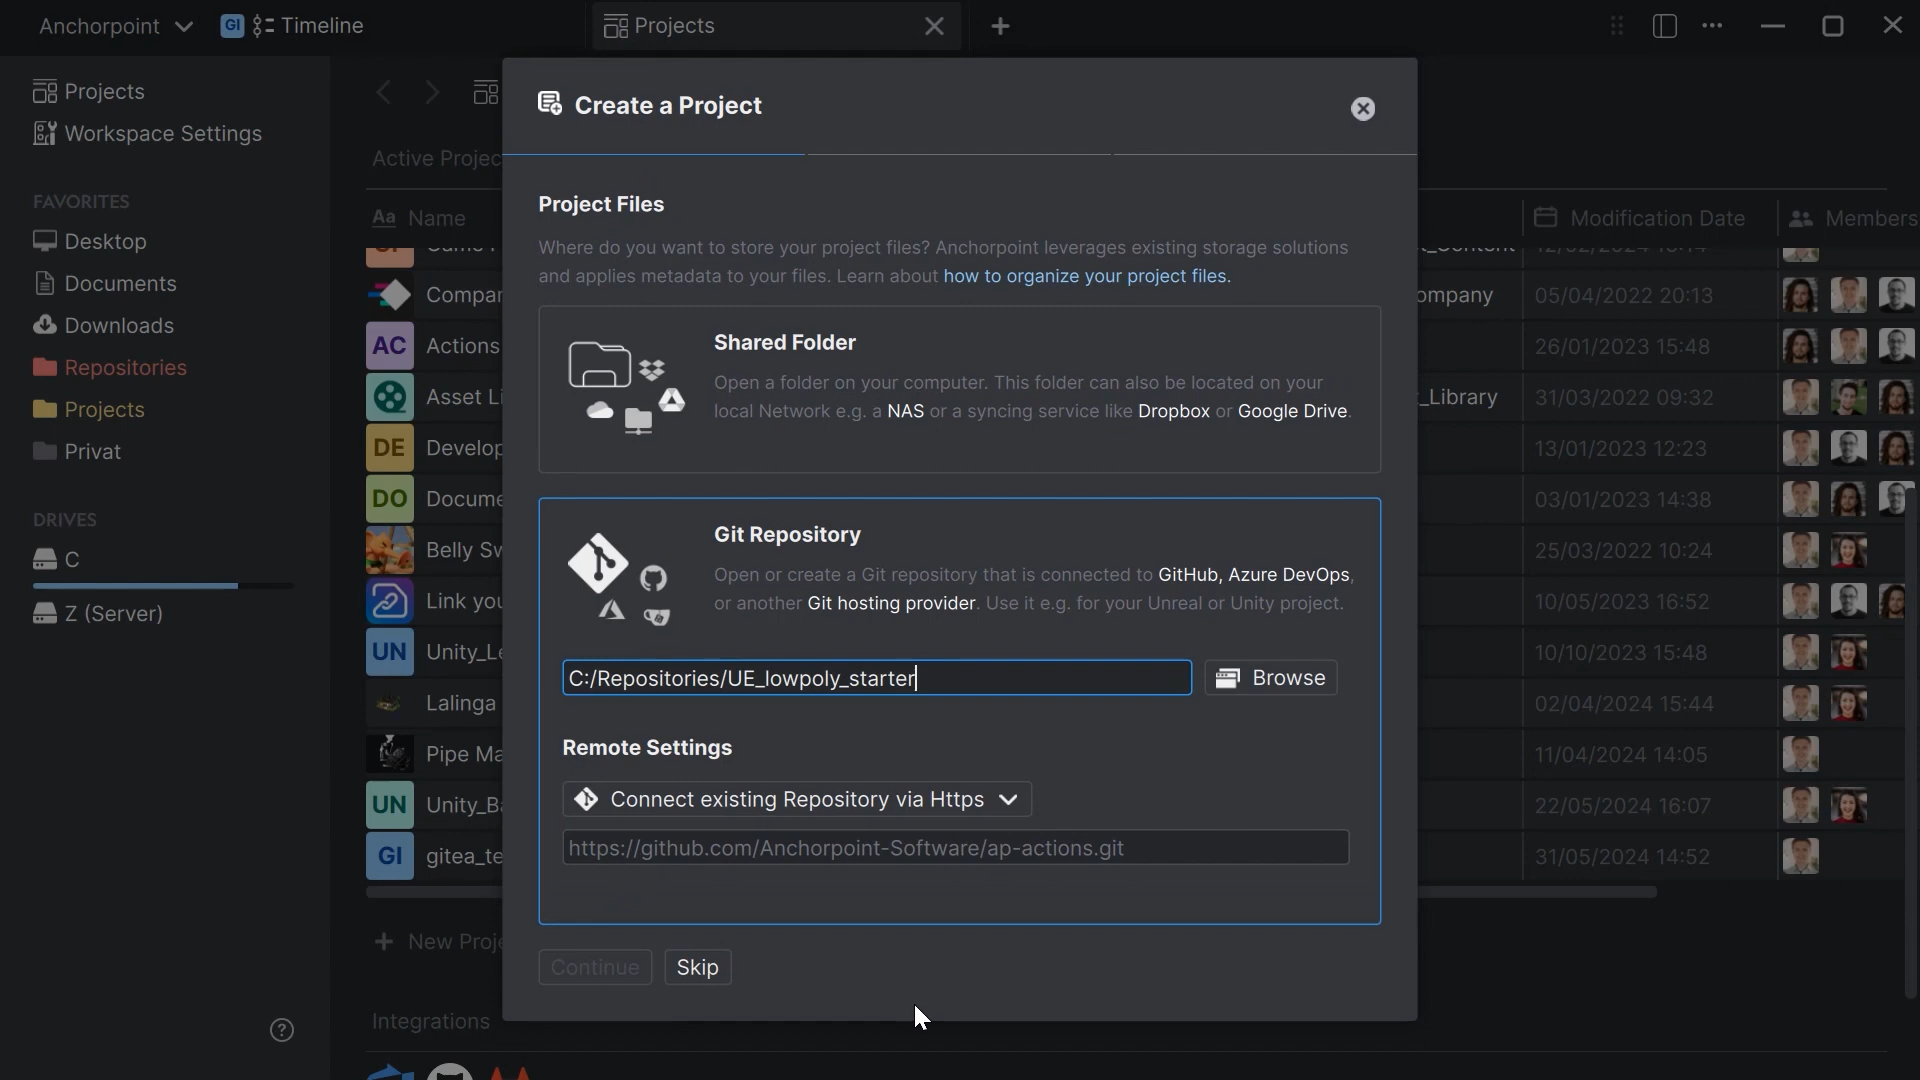 Anchorpoint
GI Timeline
Projects
Projects
Workspace Settings
FAVORITES
Desktop
Documents
Downloads
Repositories
Projects
Privat
DRIVES
C
Z (Server)
Active Projec
Aa Name
Modification Date
Members
Compan
ompany
05/04/2022 20:13
AC Actions
26/01/2023 15:48
Asset Li
_Library
31/03/2022 09:32
DE Develop
13/01/2023 12:23
DO Docume
03/01/2023 14:38
Belly Sw
25/03/2022 10:24
Link you
10/05/2023 16:52
UN Unity_Le
10/10/2023 15:48
Lalinga
02/04/2024 15:44
Pipe Ma
11/04/2024 14:05
UN Unity_Ba
22/05/2024 16:07
GI gitea_te
31/05/2024 14:52
New Proje
Integrations
Create a Project
Project Files
Where do you want to store your project files? Anchorpoint leverages existing storage solutions
and applies metadata to your files. Learn about how to organize your project files.
Shared Folder
Open a folder on your computer. This folder can also be located on your
local Network e.g. a NAS or a syncing service like Dropbox or Google Drive.
Git Repository
Open or create a Git repository that is connected to GitHub, Azure DevOps,
or another Git hosting provider. Use it e.g. for your Unreal or Unity project.
C:/Repositories/UE_lowpoly_starter
Browse
Remote Settings
Connect existing Repository via Https
https://github.com/Anchorpoint-Software/ap-actions.git
Continue
Skip